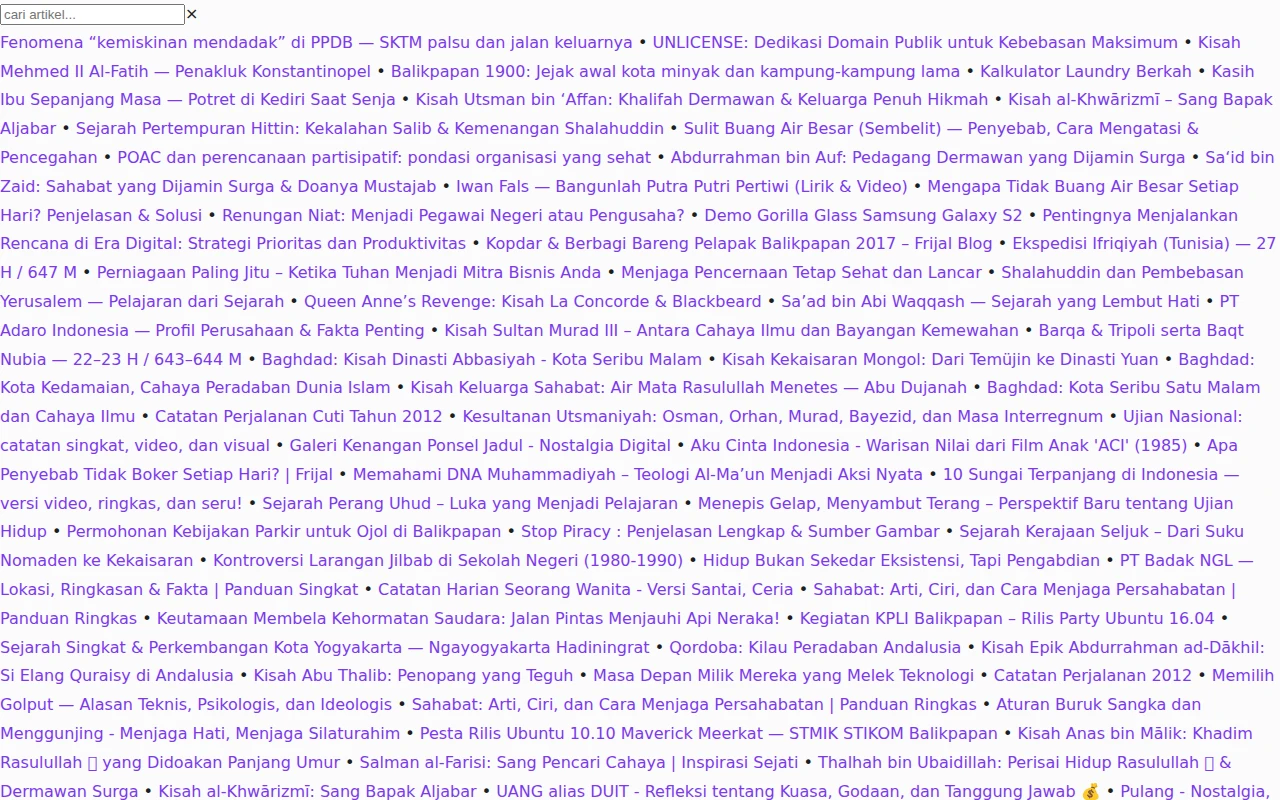 cari artikel... ×
Fenomena “kemiskinan mendadak” di PPDB — SKTM palsu dan jalan keluarnya • UNLICENSE: Dedikasi Domain Publik untuk Kebebasan Maksimum • Kisah
Mehmed II Al-Fatih — Penakluk Konstantinopel • Balikpapan 1900: Jejak awal kota minyak dan kampung-kampung lama • Kalkulator Laundry Berkah • Kasih
Ibu Sepanjang Masa — Potret di Kediri Saat Senja • Kisah Utsman bin ‘Affan: Khalifah Dermawan & Keluarga Penuh Hikmah • Kisah al-Khwārizmī – Sang Bapak
Aljabar • Sejarah Pertempuran Hittin: Kekalahan Salib & Kemenangan Shalahuddin • Sulit Buang Air Besar (Sembelit) — Penyebab, Cara Mengatasi &
Pencegahan • POAC dan perencanaan partisipatif: pondasi organisasi yang sehat • Abdurrahman bin Auf: Pedagang Dermawan yang Dijamin Surga • Sa‘id bin
Zaid: Sahabat yang Dijamin Surga & Doanya Mustajab • Iwan Fals — Bangunlah Putra Putri Pertiwi (Lirik & Video) • Mengapa Tidak Buang Air Besar Setiap
Hari? Penjelasan & Solusi • Renungan Niat: Menjadi Pegawai Negeri atau Pengusaha? • Demo Gorilla Glass Samsung Galaxy S2 • Pentingnya Menjalankan
Rencana di Era Digital: Strategi Prioritas dan Produktivitas • Kopdar & Berbagi Bareng Pelapak Balikpapan 2017 – Frijal Blog • Ekspedisi Ifriqiyah (Tunisia) — 27
H / 647 M • Perniagaan Paling Jitu – Ketika Tuhan Menjadi Mitra Bisnis Anda • Menjaga Pencernaan Tetap Sehat dan Lancar • Shalahuddin dan Pembebasan
Yerusalem — Pelajaran dari Sejarah • Queen Anne’s Revenge: Kisah La Concorde & Blackbeard • Sa’ad bin Abi Waqqash — Sejarah yang Lembut Hati • PT
Adaro Indonesia — Profil Perusahaan & Fakta Penting • Kisah Sultan Murad III – Antara Cahaya Ilmu dan Bayangan Kemewahan • Barqa & Tripoli serta Baqt
Nubia — 22–23 H / 643–644 M • Baghdad: Kisah Dinasti Abbasiyah - Kota Seribu Malam • Kisah Kekaisaran Mongol: Dari Temüjin ke Dinasti Yuan • Baghdad:
Kota Kedamaian, Cahaya Peradaban Dunia Islam • Kisah Keluarga Sahabat: Air Mata Rasulullah Menetes — Abu Dujanah • Baghdad: Kota Seribu Satu Malam
dan Cahaya Ilmu • Catatan Perjalanan Cuti Tahun 2012 • Kesultanan Utsmaniyah: Osman, Orhan, Murad, Bayezid, dan Masa Interregnum • Ujian Nasional:
catatan singkat, video, dan visual • Galeri Kenangan Ponsel Jadul - Nostalgia Digital • Aku Cinta Indonesia - Warisan Nilai dari Film Anak 'ACI' (1985) • Apa
Penyebab Tidak Boker Setiap Hari? | Frijal • Memahami DNA Muhammadiyah – Teologi Al-Ma’un Menjadi Aksi Nyata • 10 Sungai Terpanjang di Indonesia —
versi video, ringkas, dan seru! • Sejarah Perang Uhud – Luka yang Menjadi Pelajaran • Menepis Gelap, Menyambut Terang – Perspektif Baru tentang Ujian
Hidup • Permohonan Kebijakan Parkir untuk Ojol di Balikpapan • Stop Piracy : Penjelasan Lengkap & Sumber Gambar • Sejarah Kerajaan Seljuk – Dari Suku
Nomaden ke Kekaisaran • Kontroversi Larangan Jilbab di Sekolah Negeri (1980-1990) • Hidup Bukan Sekedar Eksistensi, Tapi Pengabdian • PT Badak NGL —
Lokasi, Ringkasan & Fakta | Panduan Singkat • Catatan Harian Seorang Wanita - Versi Santai, Ceria • Sahabat: Arti, Ciri, dan Cara Menjaga Persahabatan |
Panduan Ringkas • Keutamaan Membela Kehormatan Saudara: Jalan Pintas Menjauhi Api Neraka! • Kegiatan KPLI Balikpapan – Rilis Party Ubuntu 16.04 •
Sejarah Singkat & Perkembangan Kota Yogyakarta — Ngayogyakarta Hadiningrat • Qordoba: Kilau Peradaban Andalusia • Kisah Epik Abdurrahman ad-Dākhil:
Si Elang Quraisy di Andalusia • Kisah Abu Thalib: Penopang yang Teguh • Masa Depan Milik Mereka yang Melek Teknologi • Catatan Perjalanan 2012 • Memilih
Golput — Alasan Teknis, Psikologis, dan Ideologis • Sahabat: Arti, Ciri, dan Cara Menjaga Persahabatan | Panduan Ringkas • Aturan Buruk Sangka dan
Menggunjing - Menjaga Hati, Menjaga Silaturahim • Pesta Rilis Ubuntu 10.10 Maverick Meerkat — STMIK STIKOM Balikpapan • Kisah Anas bin Mālik: Khadim
Rasulullah yang Didoakan Panjang Umur • Salman al-Farisi: Sang Pencari Cahaya | Inspirasi Sejati • Thalhah bin Ubaidillah: Perisai Hidup Rasulullah &
Dermawan Surga • Kisah al-Khwārizmī: Sang Bapak Aljabar • UANG alias DUIT - Refleksi tentang Kuasa, Godaan, dan Tanggung Jawab 💰 • Pulang - Nostalgia,